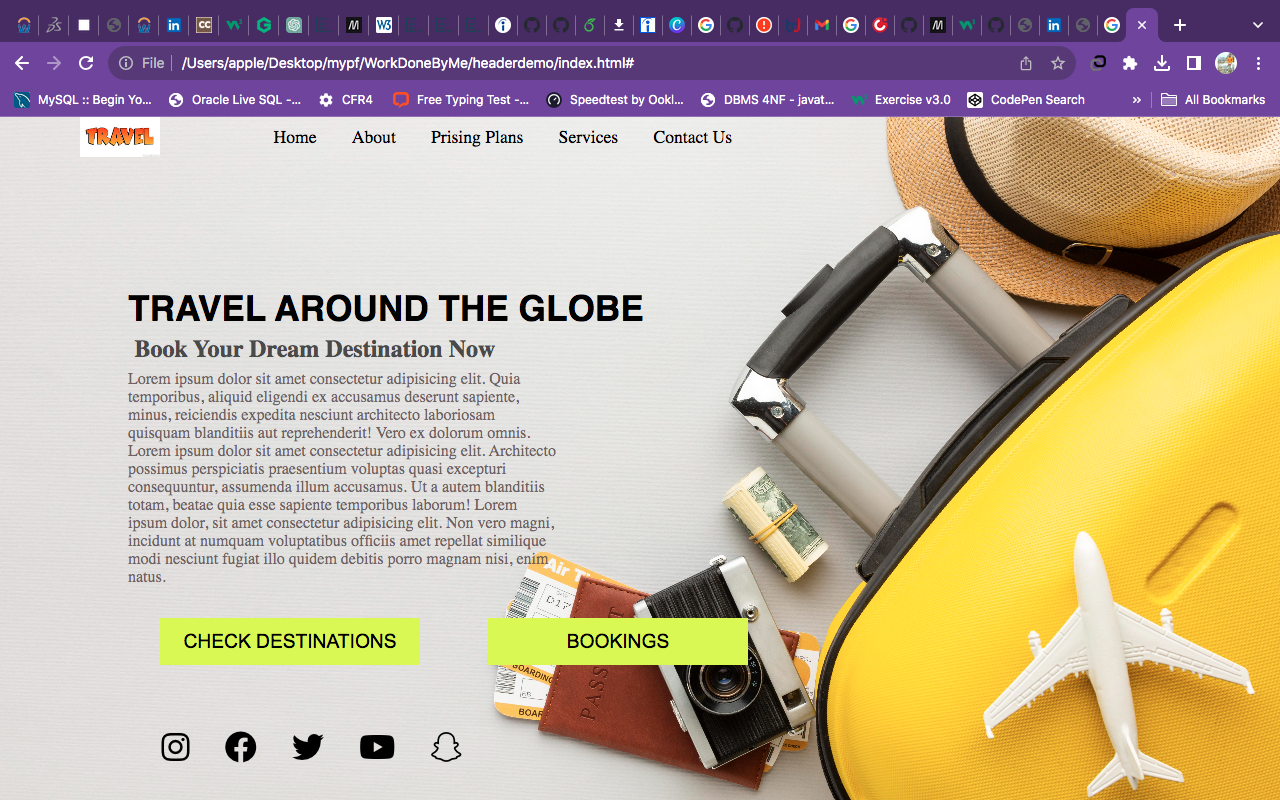 File
/Users/apple/Desktop/mypf/WorkDoneByMe/headerdemo/index.html#
MySQL :: Begin Yo...
Oracle Live SQL -...
CFR4
Free Typing Test -...
Speedtest by Ookl...
DBMS 4NF - javat...
Exercise v3.0
CodePen Search
»
All Bookmarks
TRAVEL
Home
About
Prising Plans
Services
Contact Us
TRAVEL AROUND THE GLOBE
Book Your Dream Destination Now
Lorem ipsum dolor sit amet consectetur adipisicing elit. Quia
temporibus, aliquid eligendi ex accusamus deserunt sapiente,
minus, reiciendis expedita nesciunt architecto laboriosam
quisquam blanditiis aut reprehenderit! Vero ex dolorum omnis.
Lorem ipsum dolor sit amet consectetur adipisicing elit. Architecto
possimus perspiciatis praesentium voluptas quasi excepturi
consequuntur, assumenda illum accusamus. Ut a autem blanditiis
totam, beatae quia esse sapiente temporibus laborum! Lorem
ipsum dolor, sit amet consectetur adipisicing elit. Non vero magni,
incidunt at numquam voluptatibus officiis amet repellat similique
modi nesciunt fugiat illo quidem debitis porro magnam nisi, enim
natus.
Air T
D17
CHECK DESTINATIONS
BOOKINGS
BOARDING
PASS
BOAR